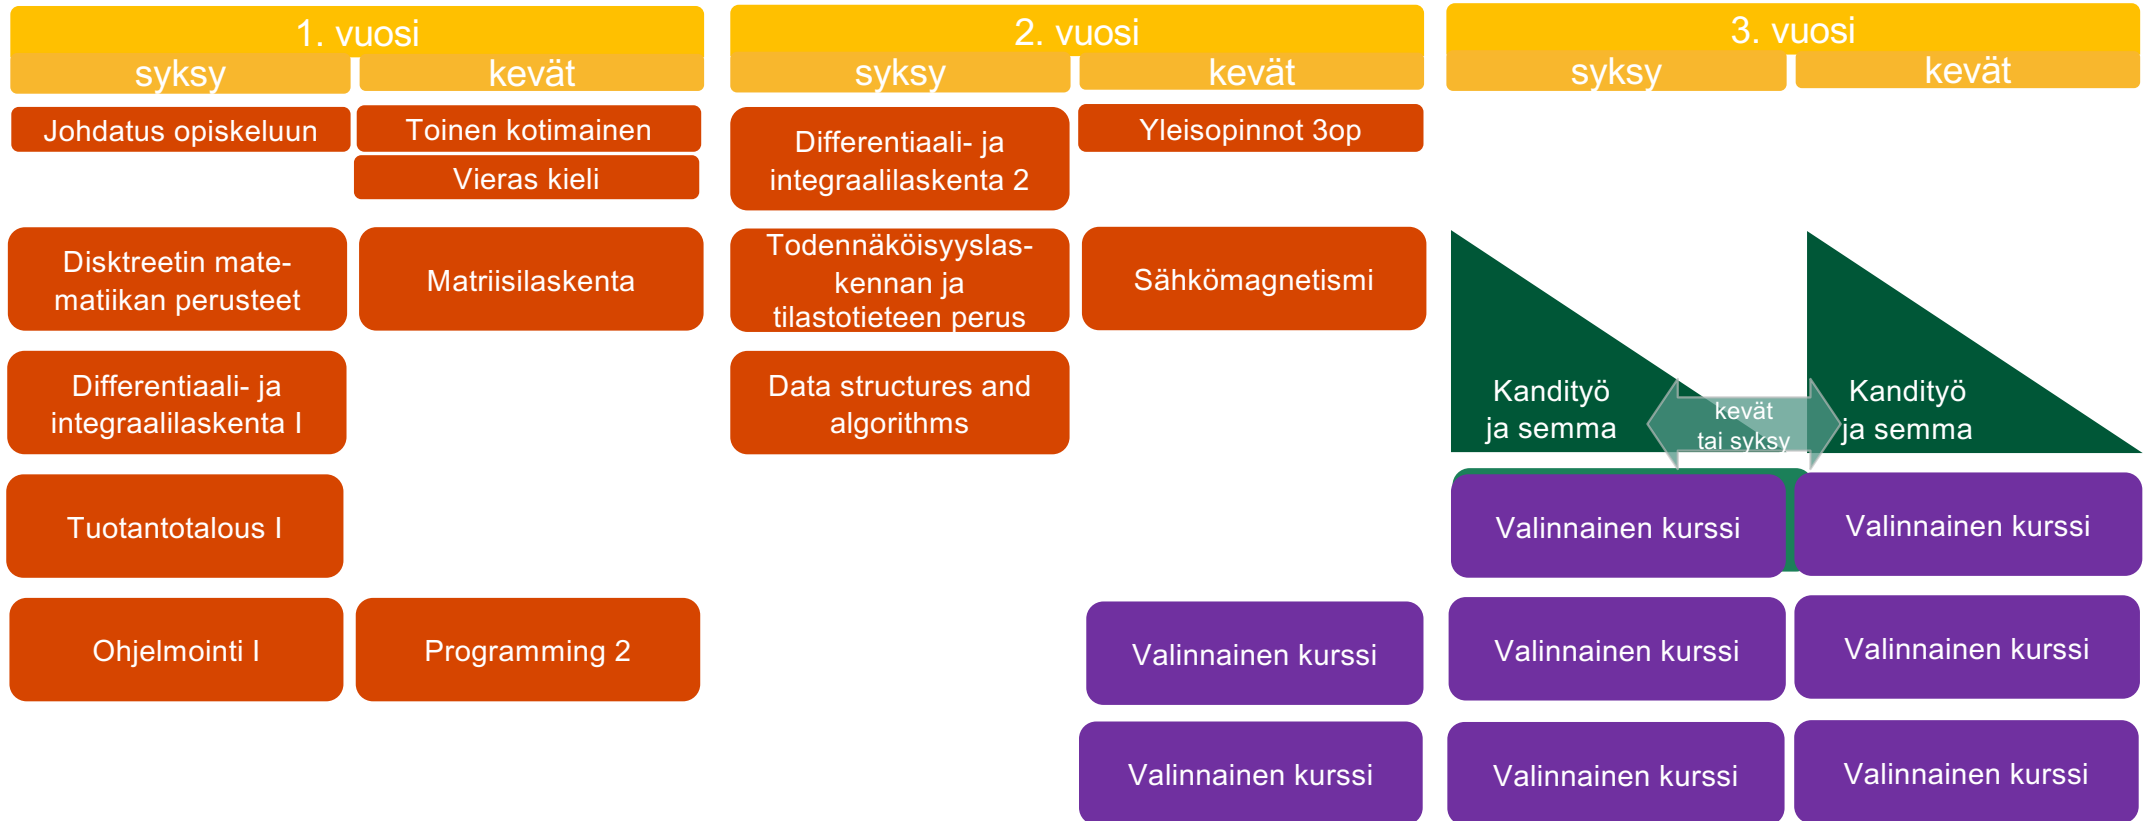 1. vuosi
syksy
kevät
2. vuosi
syksy
kevät
3. vuosi
syksy
kevät
Johdatus opiskeluun
Disktreetin mate-
matiikan perusteet
Differentiaali- ja
integraalilaskenta I
Tuotantotalous I
Ohjelmointi I
Toinen kotimainen
Vieras kieli
Matriisilaskenta
Programming 2
Differentiaali- ja
integraalilaskenta 2
Todennäköisyyslas-
kennan ja
tilastotieteen perus
Data structures and
algorithms
Yleisopinnot 3op
Sähkömagnetismi
Valinnainen kurssi
Valinnainen kurssi
Kandityö
ja semma
kevät
tai syksy
Kandityö
ja semma
Valinnainen kurssi
Valinnainen kurssi
Valinnainen kurssi
Valinnainen kurssi
Valinnainen kurssi
Valinnainen kurssi